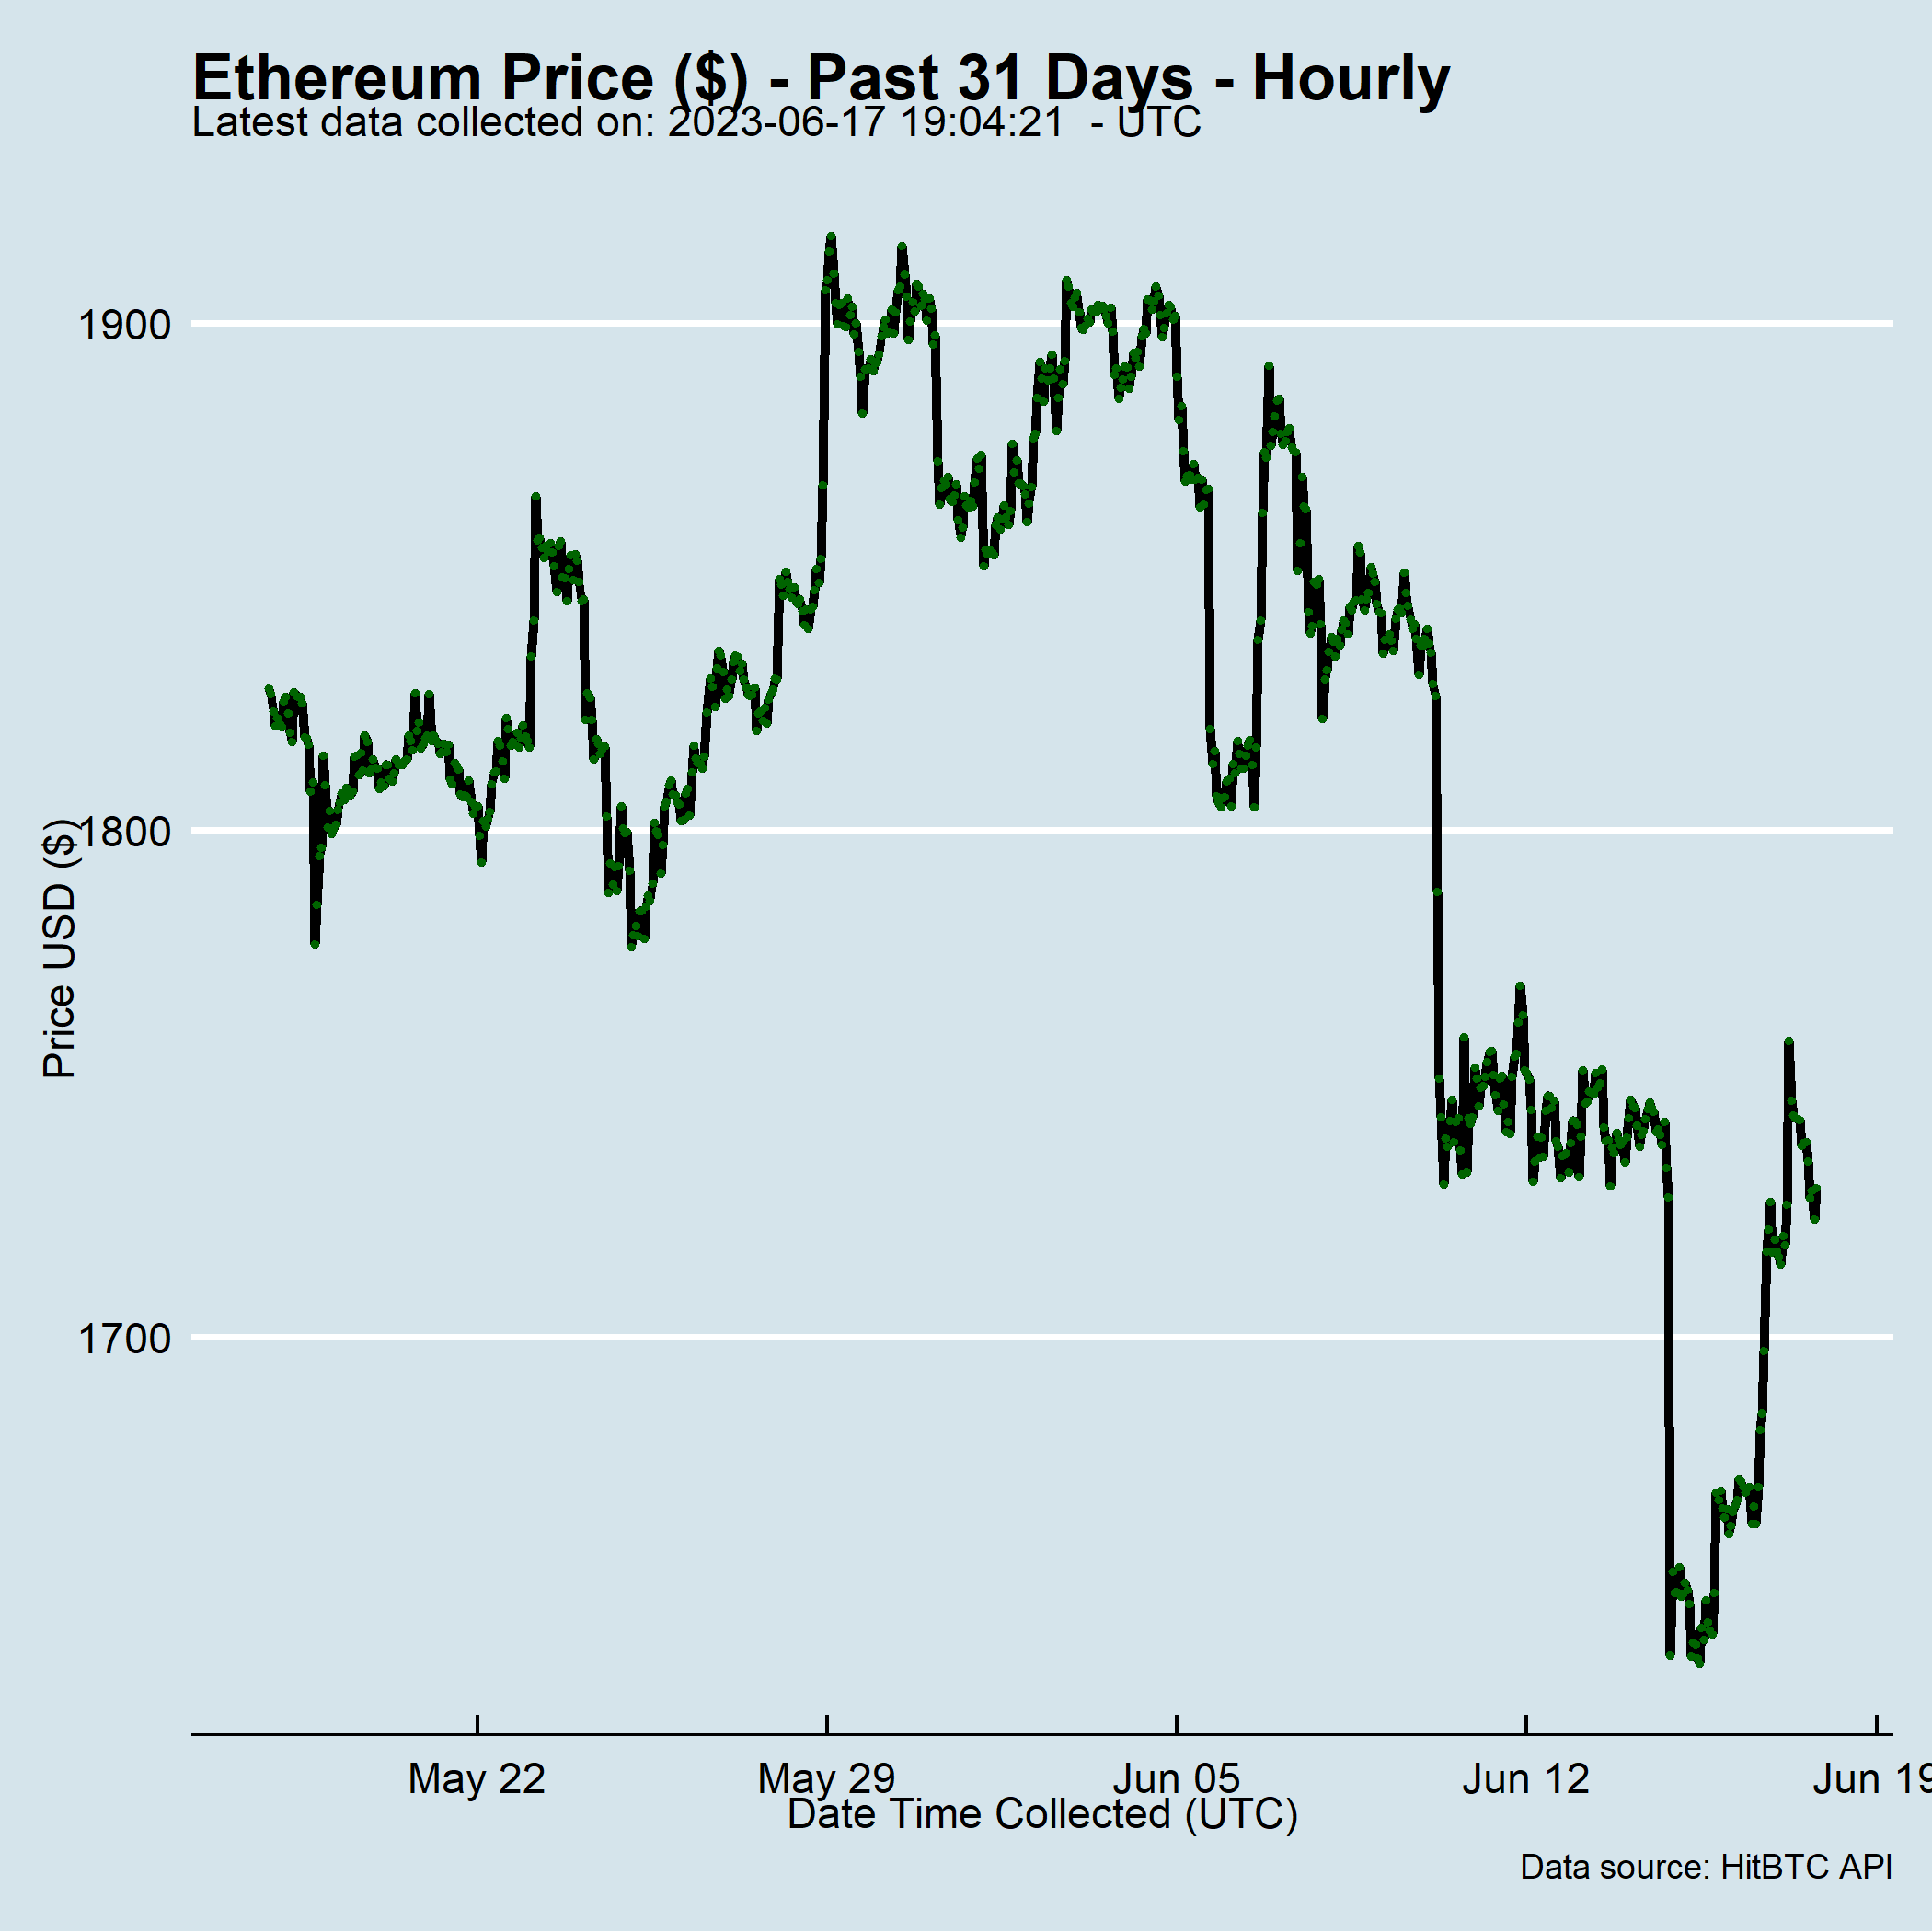 Ethereum Price ($) - Past 31 Days - Hourly
Latest data collected on: 2023-06-17 19:04:21  - UTC
1900
1800
1700
Price USD ($)
May 22
May 29
Jun 05
Jun 12
Jun 19
Date Time Collected (UTC)
Data source: HitBTC API